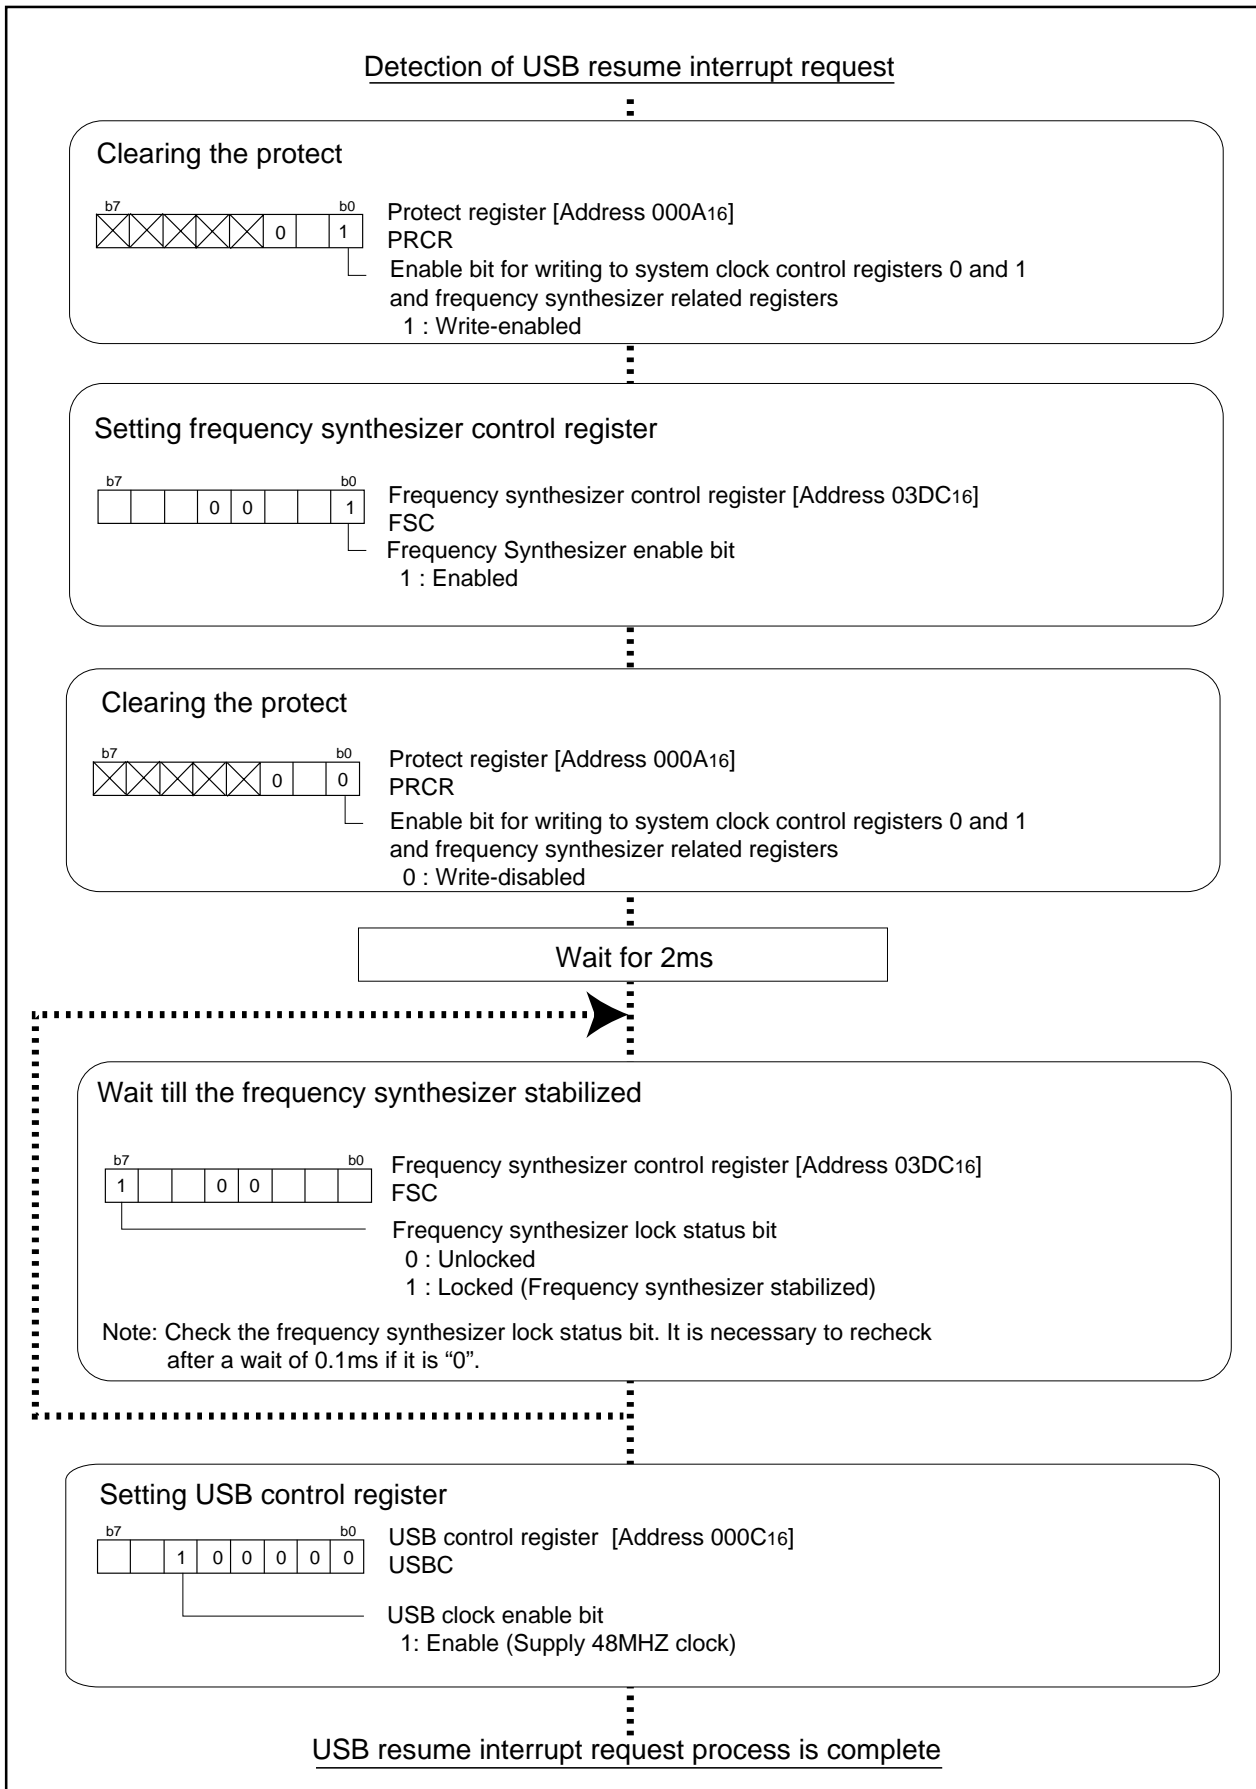 Detection of USB resume interrupt request
Clearing the protect
b7 b0
0 1
Protect register [Address 000A16]
PRCR
Enable bit for writing to system clock control registers 0 and 1
and frequency synthesizer related registers
1 : Write-enabled
Setting frequency synthesizer control register
b7 b0
0 0 1
Frequency synthesizer control register [Address 03DC16]
FSC
Frequency Synthesizer enable bit
1 : Enabled
Clearing the protect
b7 b0
0 0
Protect register [Address 000A16]
PRCR
Enable bit for writing to system clock control registers 0 and 1
and frequency synthesizer related registers
0 : Write-disabled
Wait for 2ms
Wait till the frequency synthesizer stabilized
b7 b0
1 0 0
Frequency synthesizer control register [Address 03DC16]
FSC
Frequency synthesizer lock status bit
0 : Unlocked
1 : Locked (Frequency synthesizer stabilized)
Note: Check the frequency synthesizer lock status bit. It is necessary to recheck
after a wait of 0.1ms if it is “0”.
Setting USB control register
b7 b0
1 0 0 0 0 0
USB control register [Address 000C16]
USBC
USB clock enable bit
1: Enable (Supply 48MHZ clock)
USB resume interrupt request process is complete